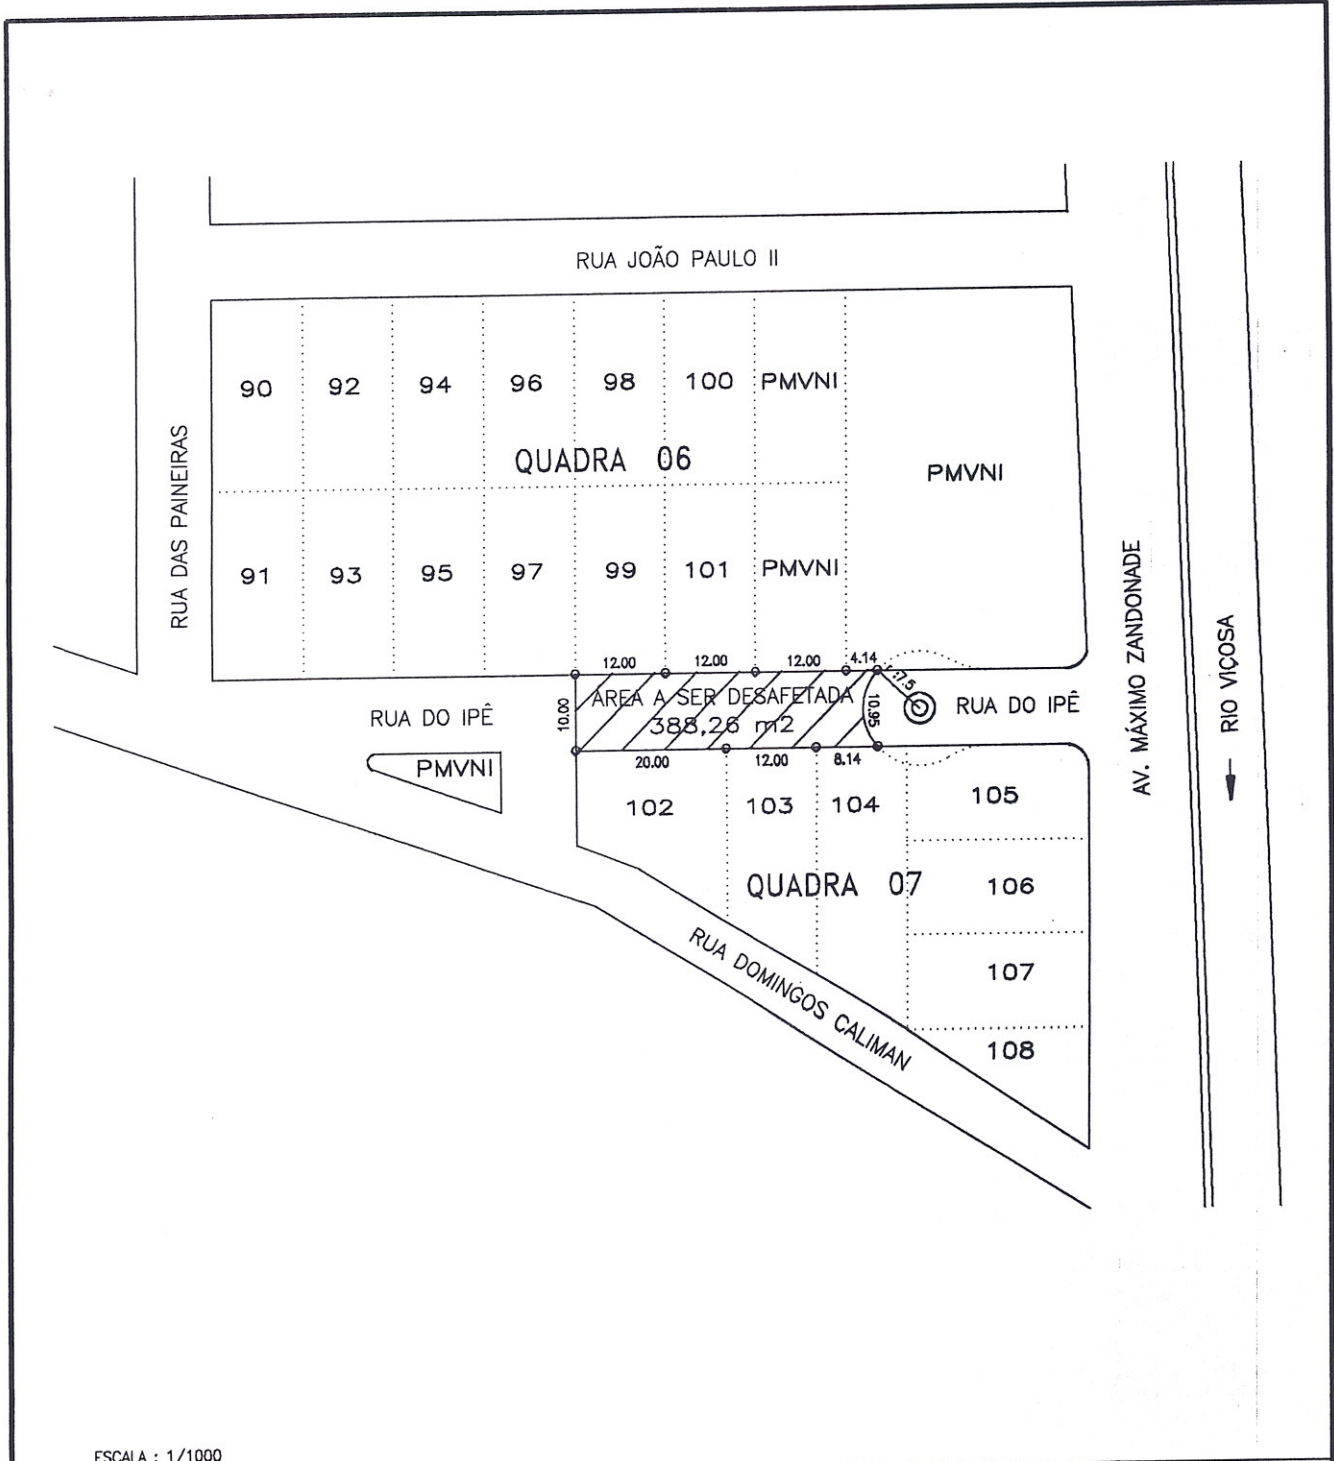 RUA JOÃO PAULO II
90 92 94 96 98 100 PMVNI
QUADRA 06
PMVNI
RUA DAS PAINEIRAS
91 93 95 97 99 101 PMVNI
12.00 12.00 12.00 4.14
7.5
10.00
ÁREA A SER DESAFETADA
388,26 m2
10.95
RUA DO IPÊ
RUA DO IPÊ
20.00 12.00 8.14
PMVNI
102 103 104 105
QUADRA 07
106
107
108
RUA DOMINGOS CALIMAN
AV. MÁXIMO ZANDONADE
RIO VIÇOSA
ESCALA : 1/1000